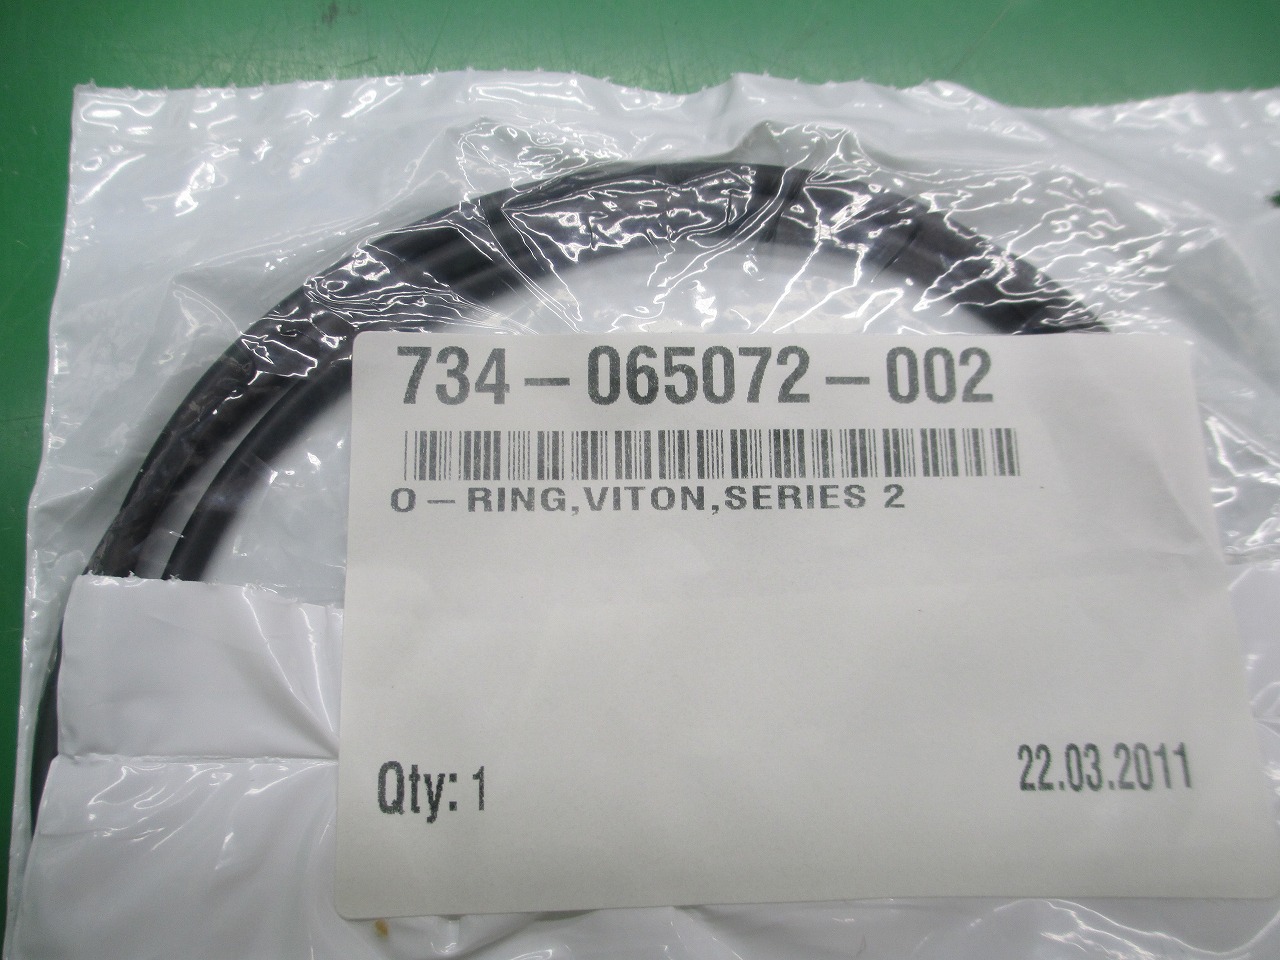 734-065072-002
O-RING,VITON,SERIES 2
Qty: 1
22.03.2011